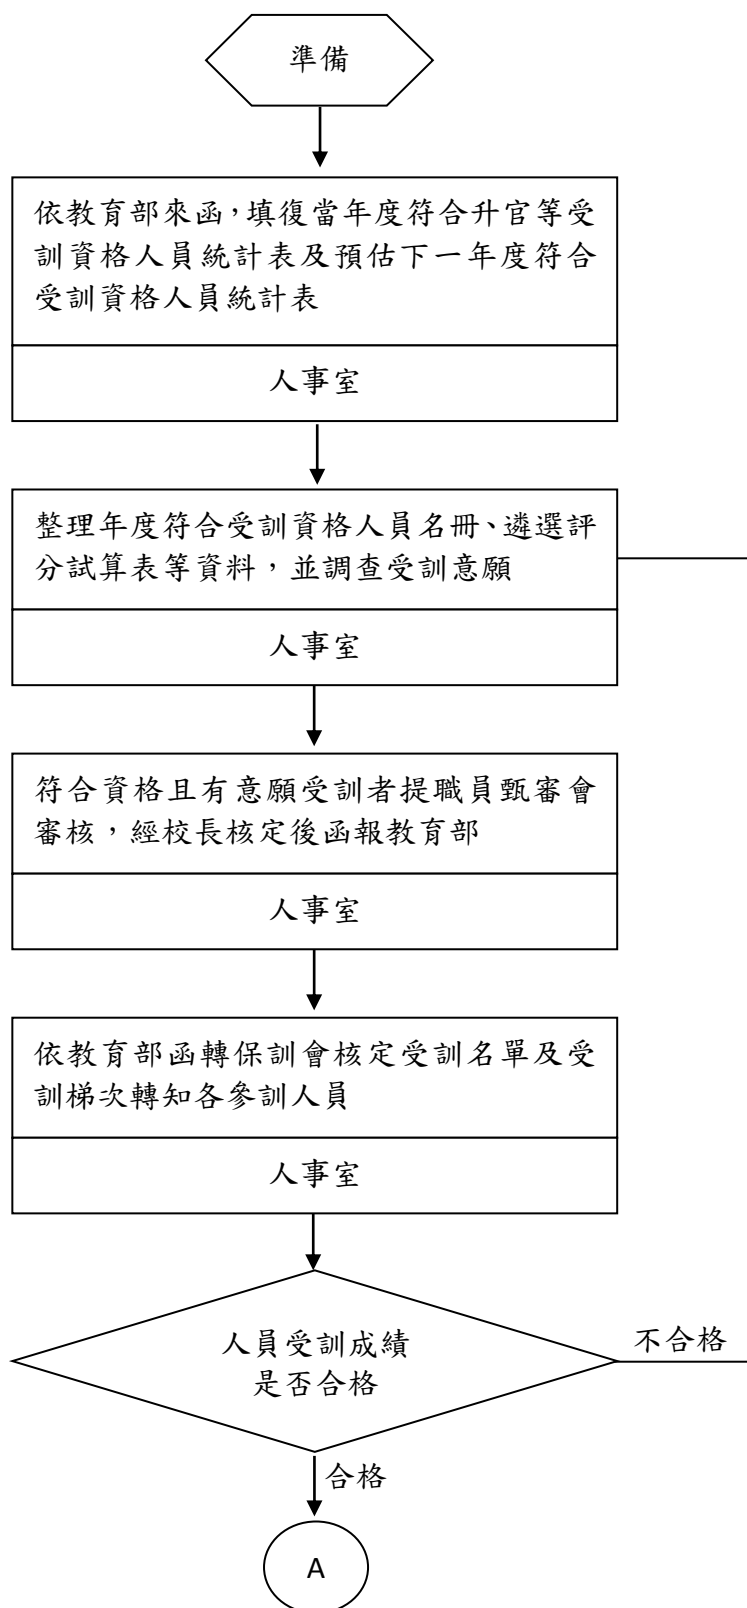 準備
依教育部來函，填復當年度符合升官等受
訓資格人員統計表及預估下一年度符合
受訓資格人員統計表
人事室
整理年度符合受訓資格人員名冊、遴選評
分試算表等資料，並調查受訓意願
人事室
符合資格且有意願受訓者提職員甄審會
審核，經校長核定後函報教育部
人事室
依教育部函轉保訓會核定受訓名單及受
訓梯次轉知各參訓人員
人事室
人員受訓成績
是否合格
不合格
合格
A